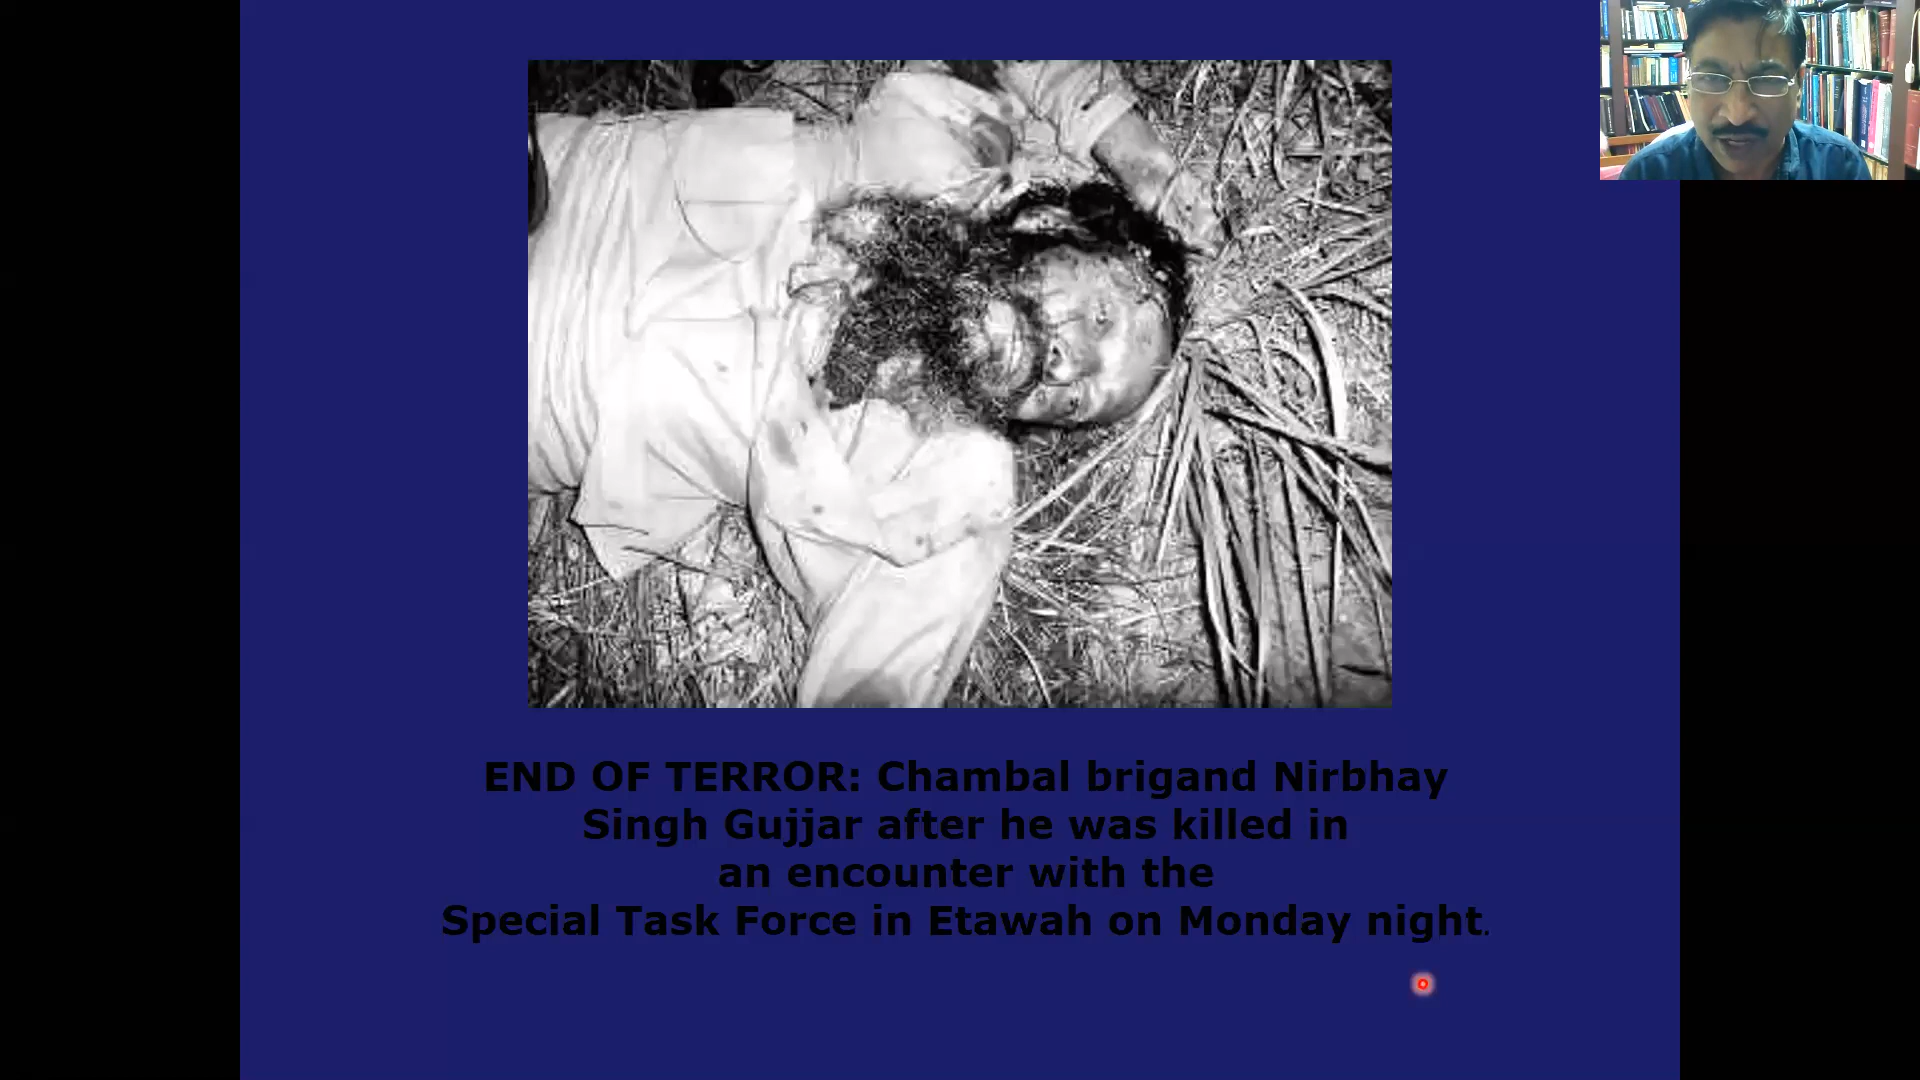 END OF TERROR: Chambal brigand Nirbhay
Singh Gujjar after he was killed in
an encounter with the
Special Task Force in Etawah on Monday night.